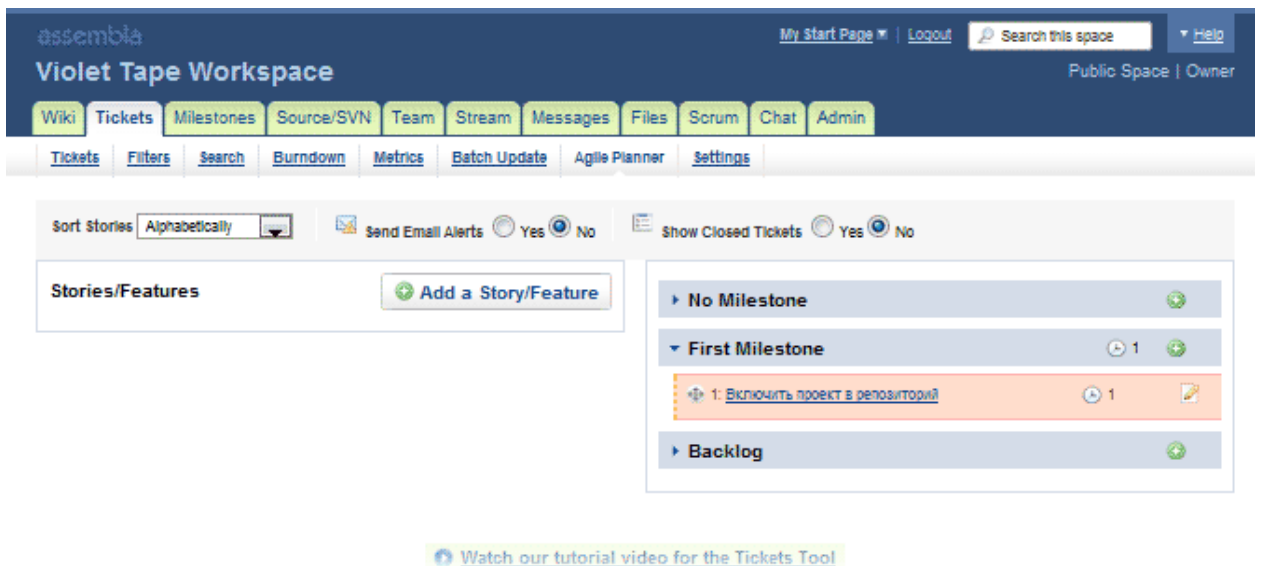 assembla
My Start Page | Logout Search this space Help
Violet Tape Workspace
Public Space | Owner
Wiki Tickets Milestones Source/SVN Team Stream Messages Files Scrum Chat Admin
Tickets Filters Search Burndown Metrics Batch Update Agile Planner Settings
Sort Stories Alphabetically Send Email Alerts Yes No Show Closed Tickets Yes No
Stories/Features Add a Story/Feature
No Milestone
First Milestone 1
1: Включить проект в репозиторий 1
Backlog
Watch our tutorial video for the Tickets Tool